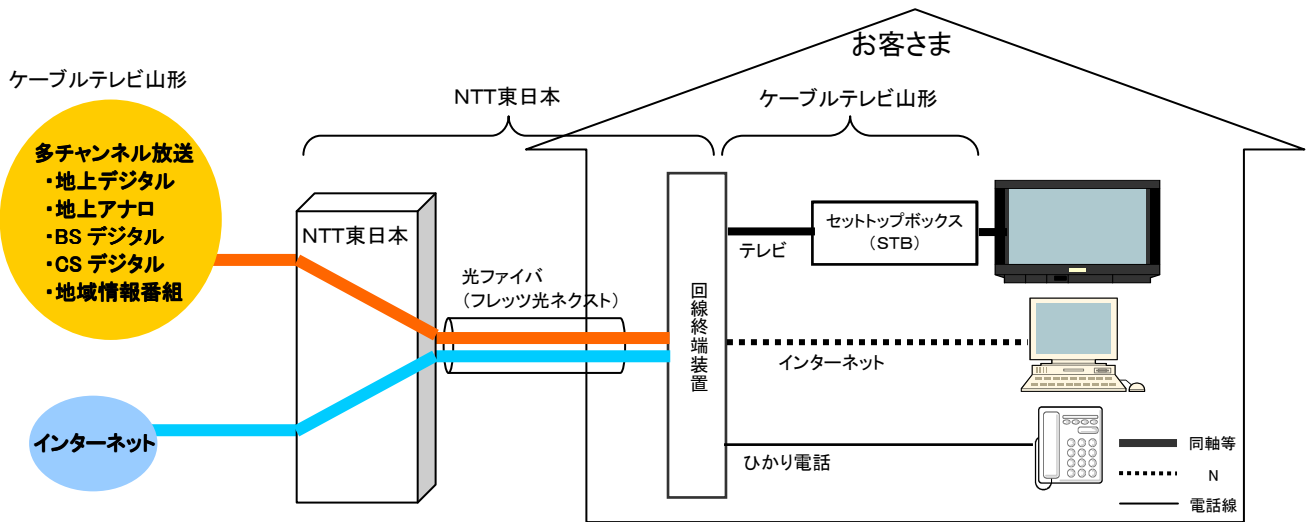 お客さま
ケーブルテレビ山形
NTT東日本
ケーブルテレビ山形
多チャンネル放送
・地上デジタル
・地上アナロ
・BS デジタル
・CS デジタル
・地域情報番組
NTT東日本
セットトップボックス
(STB)
テレビ
光ファイバ
(フレッツ光ネクスト)
回線終端装置
インターネット
インターネット
ひかり電話
同軸等
N
電話線